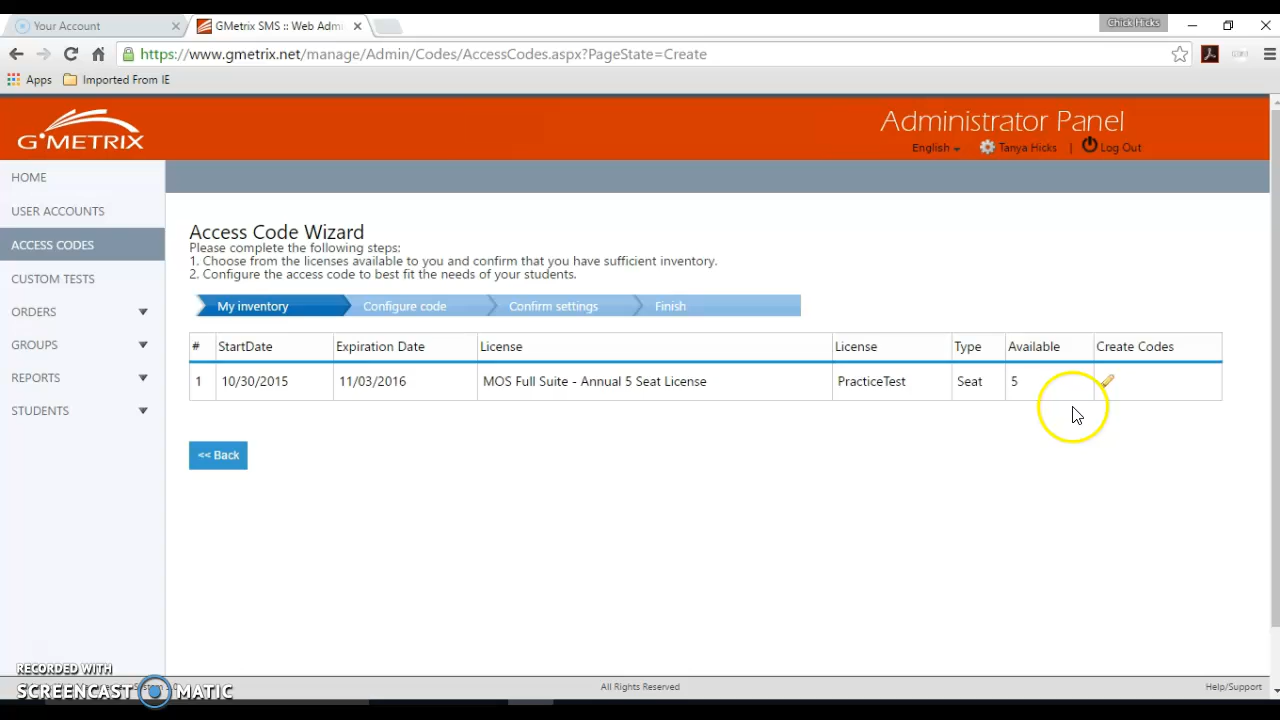 Your Account
GMetrix SMS :: Web Admi
Chick Hicks
https://www.gmetrix.net/manage/Admin/Codes/AccessCodes.aspx?PageState=Create
Apps Imported From IE
G*METRIX
Administrator Panel
English Tanya Hicks | Log Out
HOME
USER ACCOUNTS
ACCESS CODES
CUSTOM TESTS
ORDERS
GROUPS
REPORTS
STUDENTS
Access Code Wizard
Please complete the following steps:
1. Choose from the licenses available to you and confirm that you have sufficient inventory.
2. Configure the access code to best fit the needs of your students.
My inventory Configure code Confirm settings Finish
# StartDate Expiration Date License License Type Available Create Codes
1 10/30/2015 11/03/2016 MOS Full Suite - Annual 5 Seat License PracticeTest Seat 5
<< Back
RECORDED WITH
SCREENCAST MATIC
All Rights Reserved
Help/Support